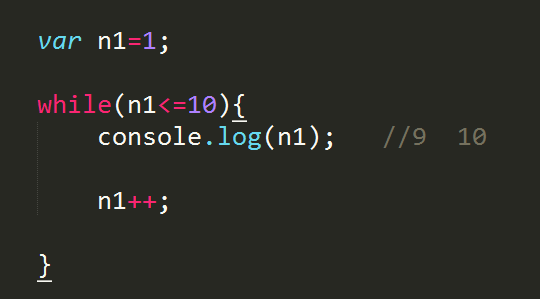 var n1=1;
while(n1<=10){
    console.log(n1);   //9  10
    n1++;
}